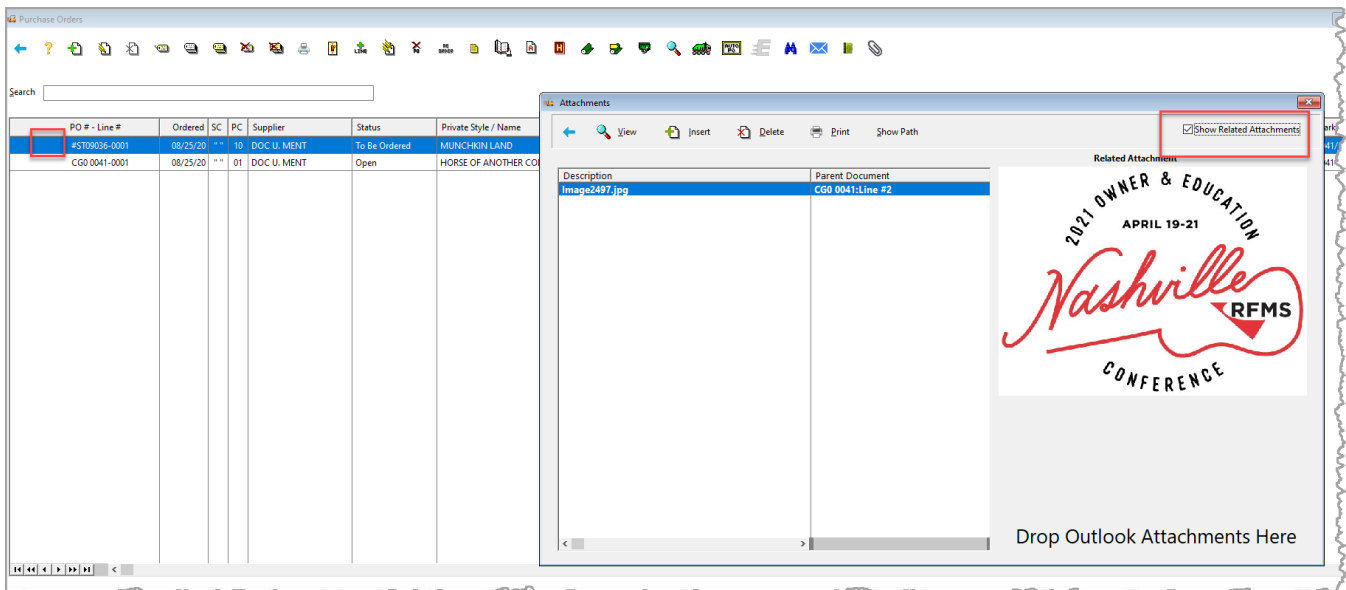 Purchase Orders
Search
PO # - Line # Ordered SC PC Supplier Status Private Style / Name
#ST09036-0001 08/25/20 " " 10 DOC U. MENT To Be Ordered MUNCHKIN LAND
CG0 0041-0001 08/25/20 " " 01 DOC U. MENT Open HORSE OF ANOTHER COL
Attachments
View Insert Delete Print Show Path
Show Related Attachments
Related Attachment
Description Parent Document
Image2497.jpg CG0 0041:Line #2
2021 OWNER & EDUCATION
APRIL 19-21
Nashville
RFMS
CONFERENCE
Drop Outlook Attachments Here